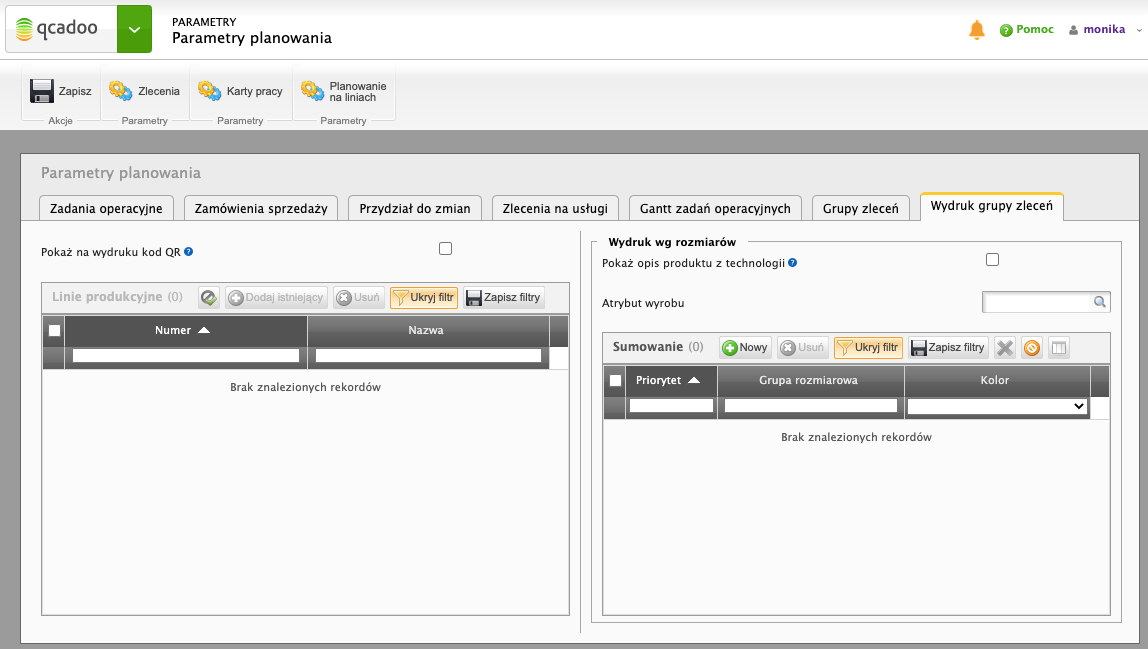 qcadoo
PARAMETRY
Parametry planowania
Pomoc
monika
Zapisz
Akcje
Zlecenia
Parametry
Karty pracy
Parametry
Planowanie
na liniach
Parametry
Parametry planowania
Zadania operacyjne
Zamówienia sprzedaży
Przydział do zmian
Zlecenia na usługi
Gantt zadań operacyjnych
Grupy zleceń
Wydruk grupy zleceń
Pokaż na wydruku kod QR
Linie produkcyjne (0)
Dodaj istniejący
Usuń
Ukryj filtr
Zapisz filtry
Numer
Nazwa
Brak znalezionych rekordów
Wydruk wg rozmiarów
Pokaż opis produktu z technologii
Atrybut wyrobu
Sumowanie (0)
Nowy
Usuń
Ukryj filtr
Zapisz filtry
Priorytet
Grupa rozmiarowa
Kolor
Brak znalezionych rekordów